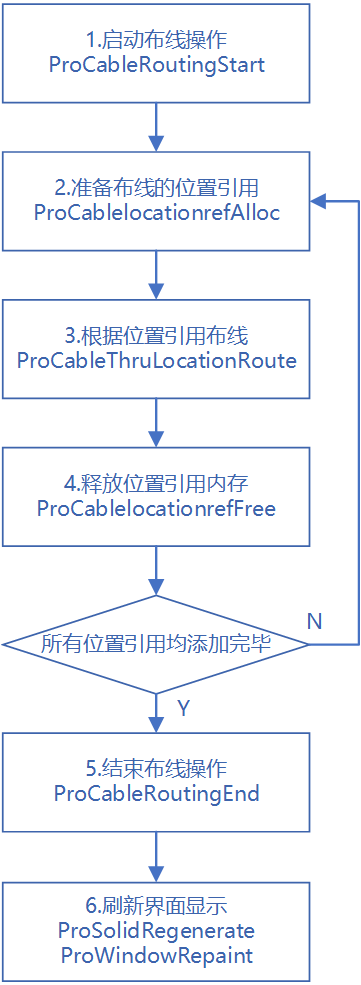 1.启动布线操作
ProCableRoutingStart
2.准备布线的位置引用
ProCablelocationrefAlloc
3.根据位置引用布线
ProCableThruLocationRoute
4.释放位置引用内存
ProCablelocationrefFree
所有位置引用均添加完毕
N
Y
5.结束布线操作
ProCableRoutingEnd
6.刷新界面显示
ProSolidRegenerate
ProWindowRepaint